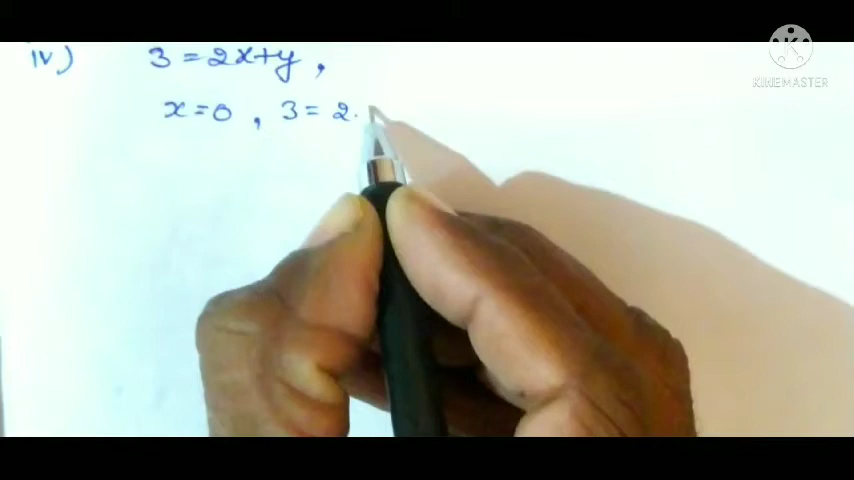 iv) 3 = 2x+y ,
x=0 , 3 = 2.
KINEMASTER